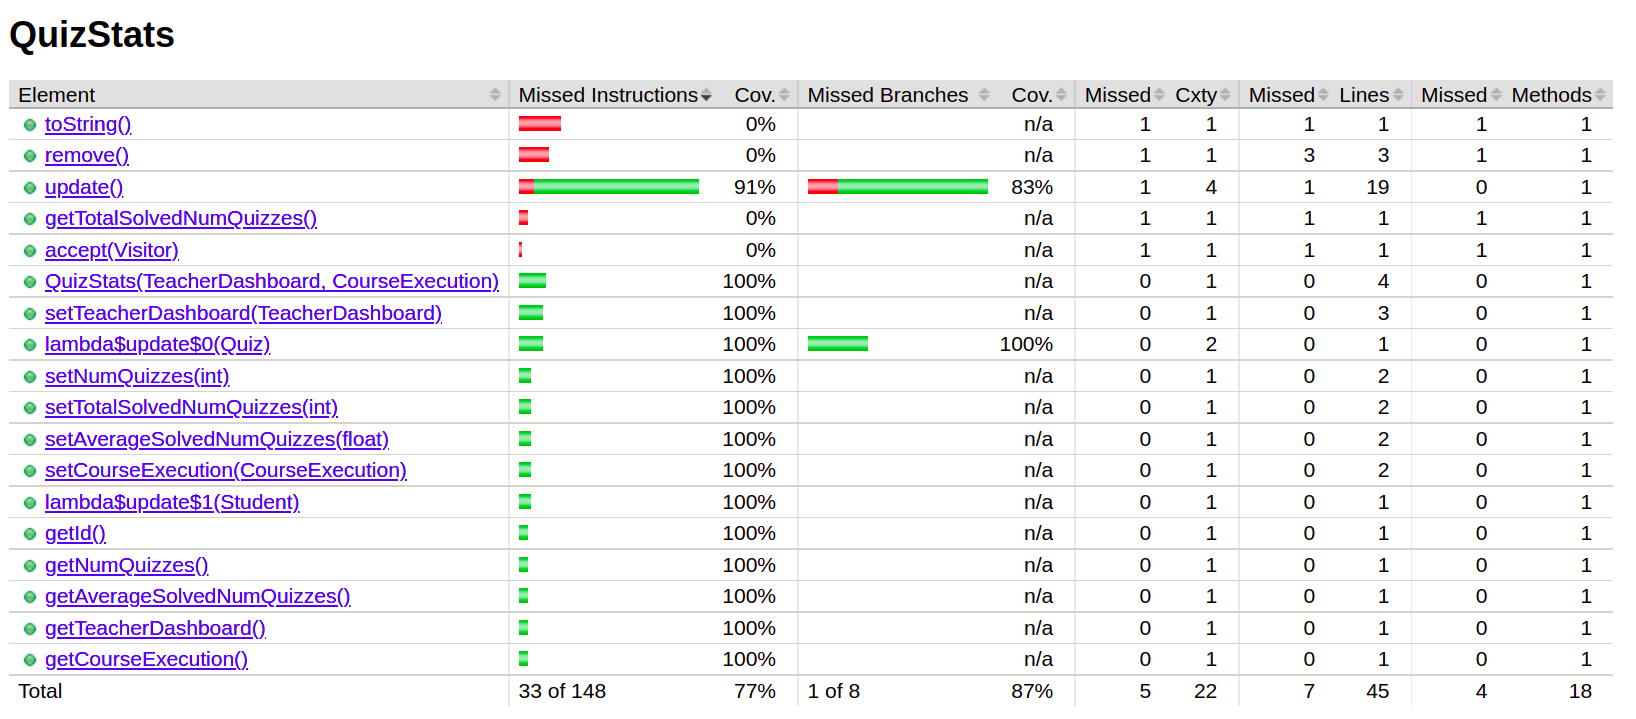 QuizStats
Element Missed Instructions Cov. Missed Branches Cov. Missed Cxty Missed Lines Missed Methods
toString() 0% n/a 1 1 1 1 1 1
remove() 0% n/a 1 1 3 3 1 1
update() 91% 83% 1 4 1 19 0 1
getTotalSolvedNumQuizzes() 0% n/a 1 1 1 1 1 1
accept(Visitor) 0% n/a 1 1 1 1 1 1
QuizStats(TeacherDashboard, CourseExecution) 100% n/a 0 1 0 4 0 1
setTeacherDashboard(TeacherDashboard) 100% n/a 0 1 0 3 0 1
lambda$update$0(Quiz) 100% 100% 0 2 0 1 0 1
setNumQuizzes(int) 100% n/a 0 1 0 2 0 1
setTotalSolvedNumQuizzes(int) 100% n/a 0 1 0 2 0 1
setAverageSolvedNumQuizzes(float) 100% n/a 0 1 0 2 0 1
setCourseExecution(CourseExecution) 100% n/a 0 1 0 2 0 1
lambda$update$1(Student) 100% n/a 0 1 0 1 0 1
getId() 100% n/a 0 1 0 1 0 1
getNumQuizzes() 100% n/a 0 1 0 1 0 1
getAverageSolvedNumQuizzes() 100% n/a 0 1 0 1 0 1
getTeacherDashboard() 100% n/a 0 1 0 1 0 1
getCourseExecution() 100% n/a 0 1 0 1 0 1
Total 33 of 148 77% 1 of 8 87% 5 22 7 45 4 18